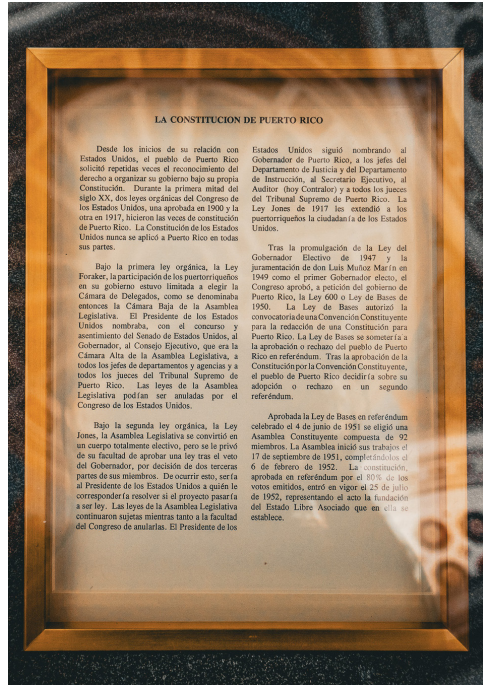 LA CONSTITUCION DE PUERTO RICO
Desde los inicios de su relación con
Estados Unidos, el pueblo de Puerto Rico
solicitó repetidas veces el reconocimiento del
derecho a organizar su gobierno bajo su propia
Constitución. Durante la primera mitad del
siglo XX, dos leyes orgánicas del Congreso de
los Estados Unidos, una aprobada en 1900 y la
otra en 1917, hicieron las veces de constitución
de Puerto Rico. La Constitución de los Estados
Unidos nunca se aplicó a Puerto Rico en todas
sus partes.
Bajo la primera ley orgánica, la Ley
Foraker, la participación de los puertorriqueños
en su gobierno estuvo limitada a elegir la
Cámara de Delegados, como se denominaba
entonces la Cámara Baja de la Asamblea
Legislativa. El Presidente de los Estados
Unidos nombraba, con el concurso y
asentimiento del Senado de Estados Unidos, al
Gobernador, al Consejo Ejecutivo, que era la
Cámara Alta de la Asamblea Legislativa, a
todos los jefes de departamentos y agencias y a
todos los jueces del Tribunal Supremo de
Puerto Rico. Las leyes de la Asamblea
Legislativa podían ser anuladas por el
Congreso de los Estados Unidos.
Bajo la segunda ley orgánica, la Ley
Jones, la Asamblea Legislativa se convirtió en
un cuerpo totalmente electivo, pero se le privó
de su facultad de aprobar una ley tras el veto
del Gobernador, por decisión de dos terceras
partes de sus miembros. De ocurrir esto, sería
al Presidente de los Estados Unidos a quién le
correspondería resolver si el proyecto pasaría
a ser ley. Las leyes de la Asamblea Legislativa
continuaron sujetas mientras tanto a la facultad
del Congreso de anularlas. El Presidente de los
Estados Unidos siguió nombrando al
Gobernador de Puerto Rico, a los jefes del
Departamento de Justicia y del Departamento
de Instrucción, al Secretario Ejecutivo, al
Auditor (hoy Contralor) y a todos los jueces
del Tribunal Supremo de Puerto Rico. La
Ley Jones de 1917 les extendió a los
puertorriqueños la ciudadanía de los Estados
Unidos.
Tras la promulgación de la Ley del
Gobernador Electivo de 1947 y la
juramentación de don Luis Muñoz Marín en
1949 como el primer Gobernador electo, el
Congreso aprobó, a petición del gobierno de
Puerto Rico, la Ley 600 o Ley de Bases de
1950. La Ley de Bases autorizó la
convocatoria de una Convención Constituyente
para la redacción de una Constitución para
Puerto Rico. La Ley de Bases se sometería a
la aprobación o rechazo del pueblo de Puerto
Rico en referéndum. Tras la aprobación de la
Constitución por la Convención Constituyente,
el pueblo de Puerto Rico decidiría sobre su
adopción o rechazo en un segundo
referéndum.
Aprobada la Ley de Bases en referéndum
celebrado el 4 de junio de 1951 se eligió una
Asamblea Constituyente compuesta de 92
miembros. La Asamblea inició sus trabajos el
17 de septiembre de 1951, completándolos el
6 de febrero de 1952. La constitución,
aprobada en referéndum por el 80% de los
votos emitidos, entró en vigor el 25 de julio
de 1952, representando el acto la fundación
del Estado Libre Asociado que en ella se
establece.